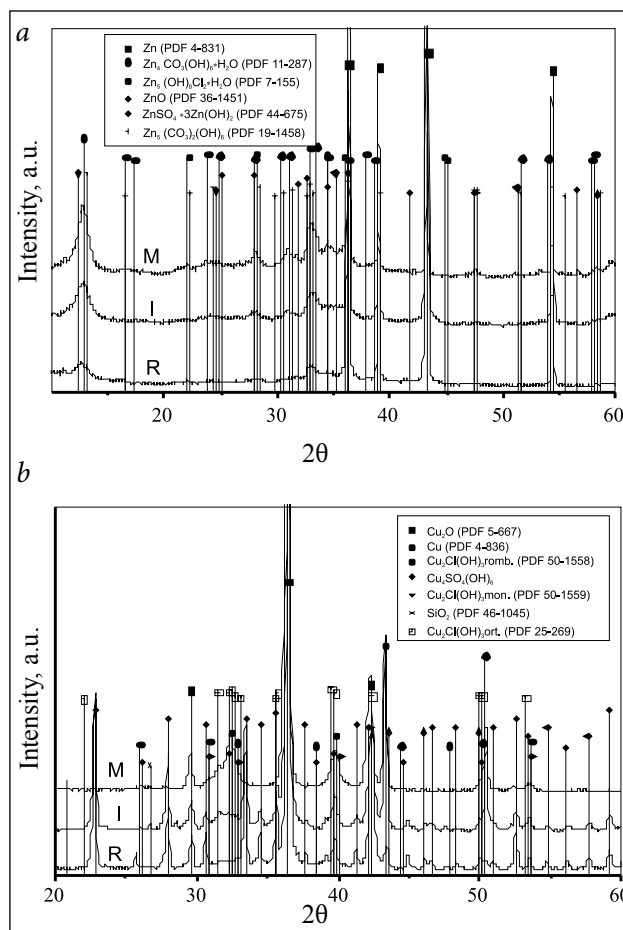 a
Zn (PDF 4-831)
Zn₄ CO₃(OH)₆•H₂O (PDF 11-287)
Zn₅ (OH)₈Cl₂•H₂O (PDF 7-155)
ZnO (PDF 36-1451)
ZnSO₄ •3Zn(OH)₂ (PDF 44-675)
Zn₅ (CO₃)₂(OH)₆ (PDF 19-1458)
Intensity, a.u.
M
I
R
20 30 40 50 60
2θ
b
Cu₂O (PDF 5-667)
Cu (PDF 4-836)
Cu₂Cl(OH)₃romb. (PDF 50-1558)
Cu₄SO₄(OH)₆
Cu₂Cl(OH)₃mon. (PDF 50-1559)
SiO₂ (PDF 46-1045)
Cu₂Cl(OH)₃ort. (PDF 25-269)
Intensity, a.u.
M
I
R
20 30 40 50 60
2θ